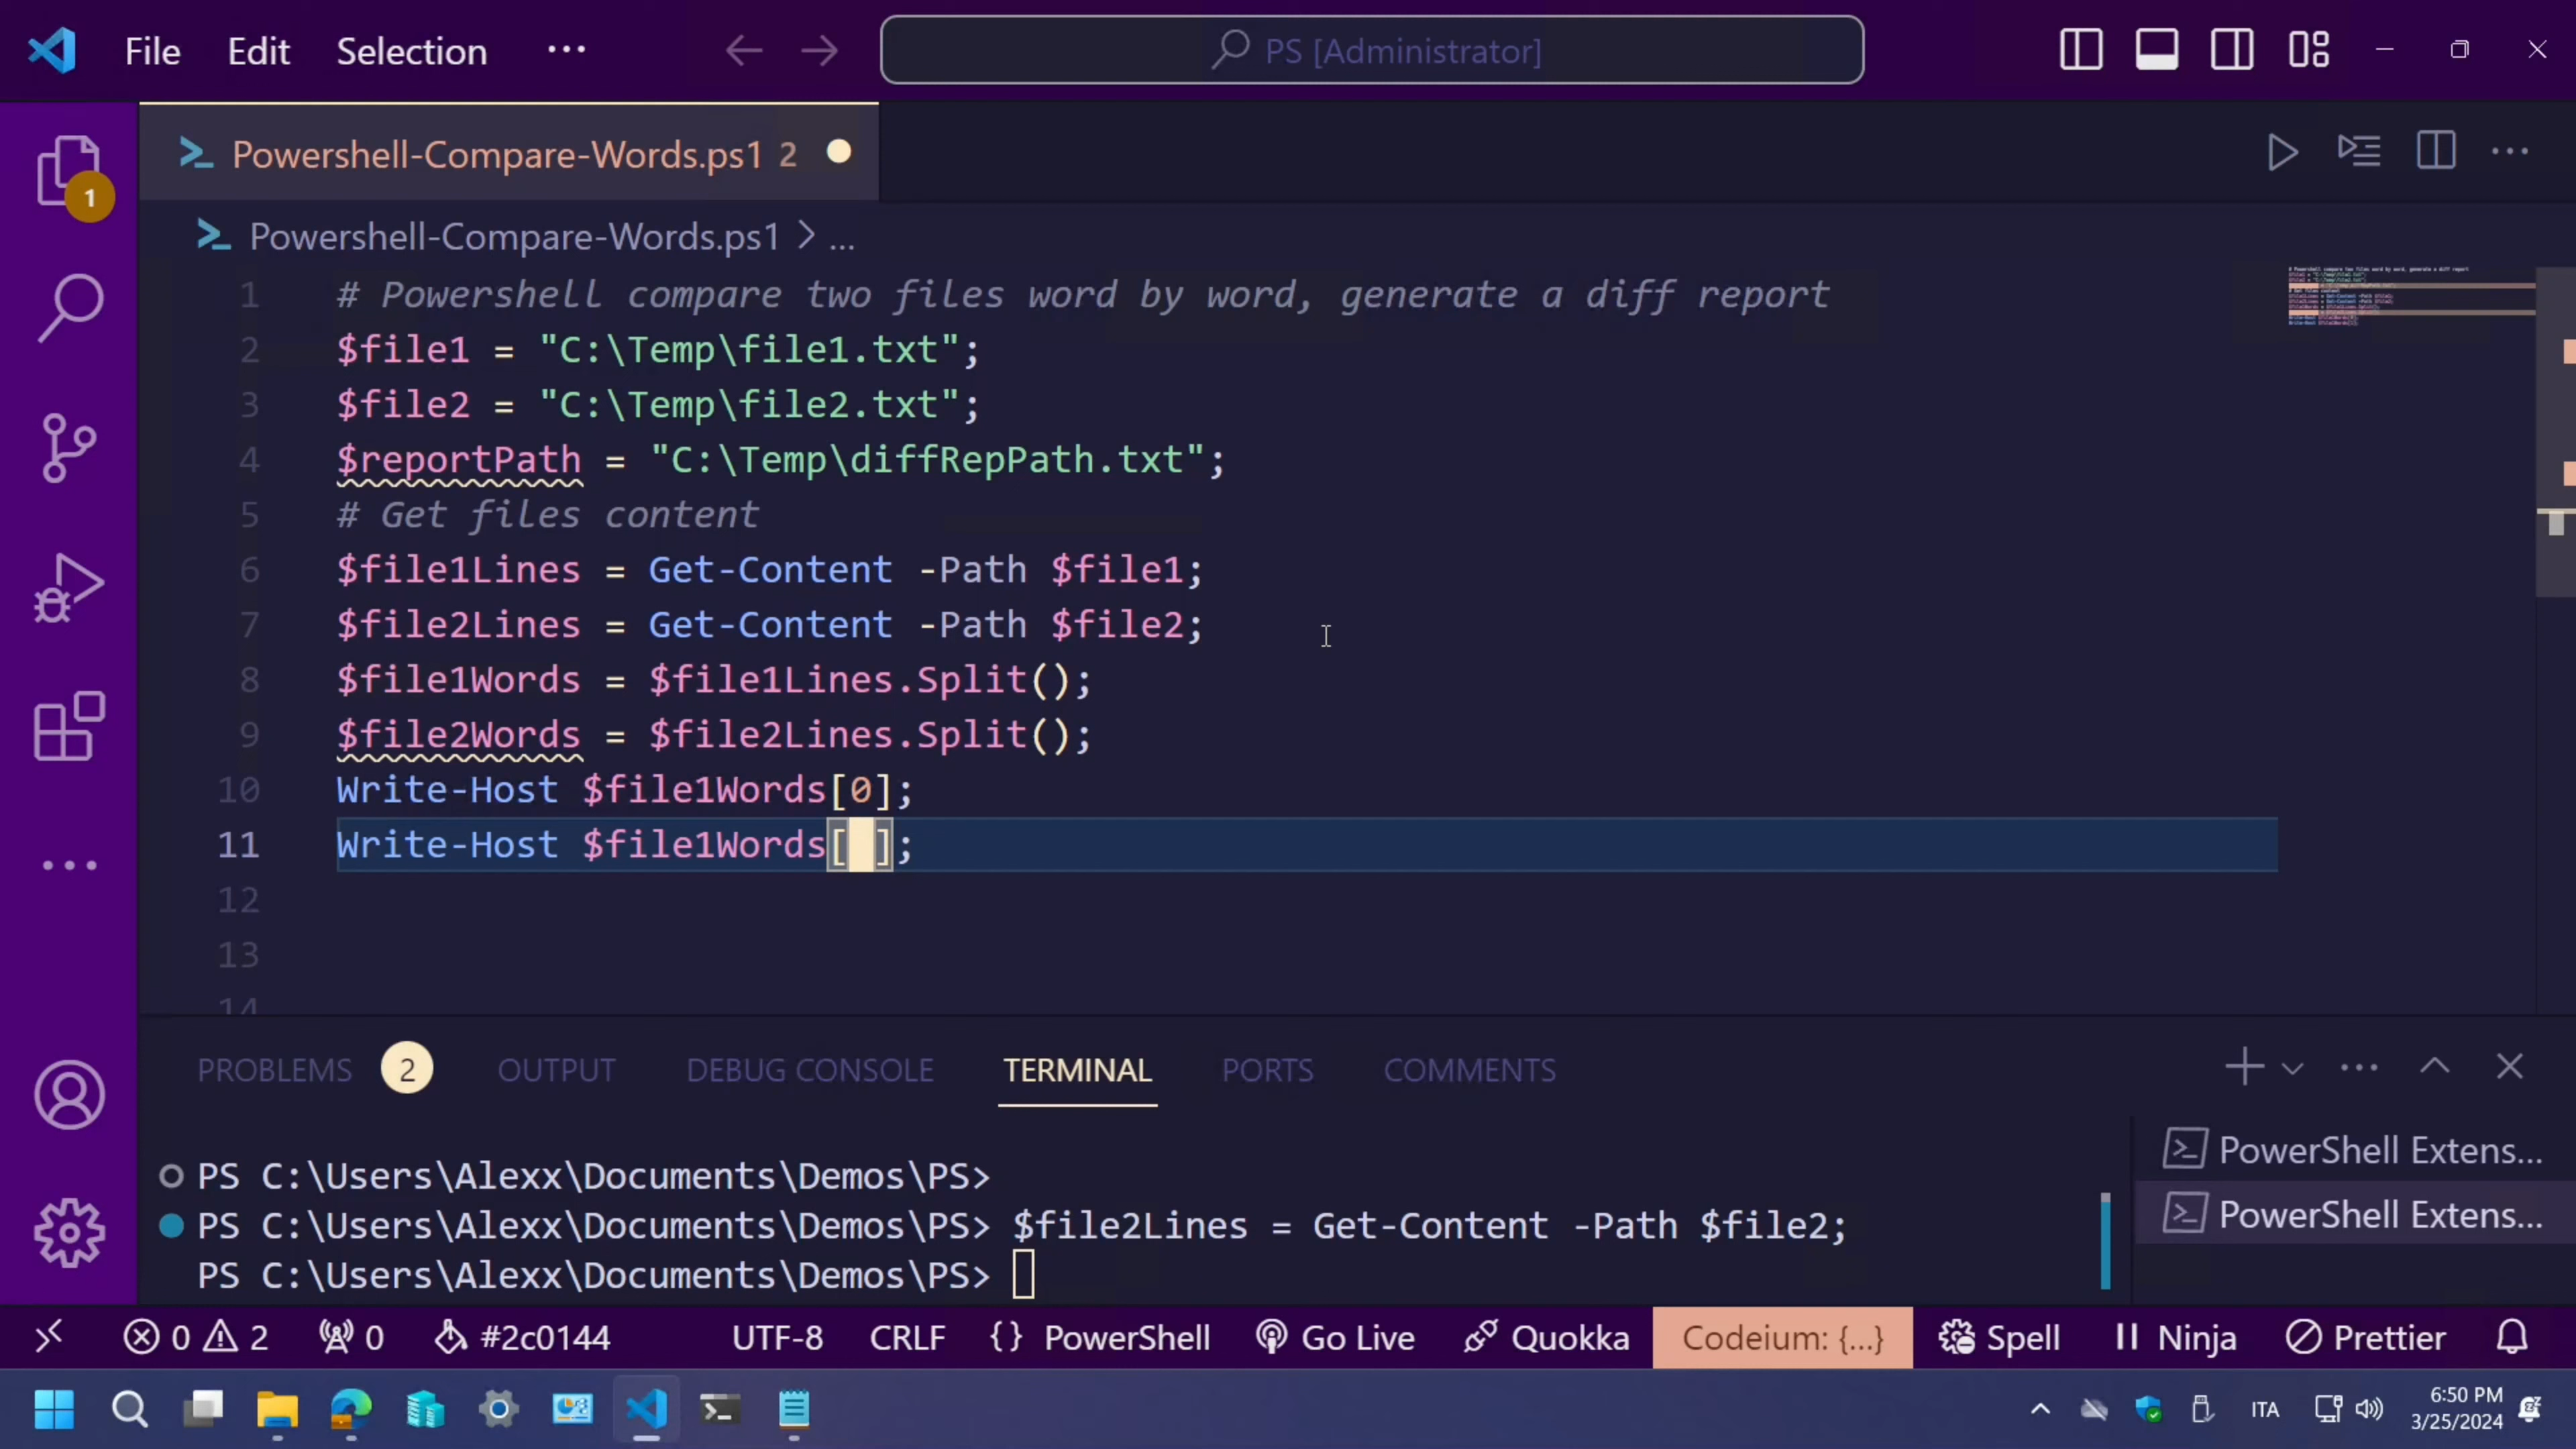 File Edit Selection ··· PS [Administrator]
Powershell-Compare-Words.ps1 2
Powershell-Compare-Words.ps1 > ...
1 # Powershell compare two files word by word, generate a diff report
2 $file1 = "C:\Temp\file1.txt";
3 $file2 = "C:\Temp\file2.txt";
4 $reportPath = "C:\Temp\diffRepPath.txt";
5 # Get files content
6 $file1Lines = Get-Content -Path $file1;
7 $file2Lines = Get-Content -Path $file2;
8 $file1Words = $file1Lines.Split();
9 $file2Words = $file2Lines.Split();
10 Write-Host $file1Words[0];
11 Write-Host $file1Words[ ];
12
13
14
1
PROBLEMS 2 OUTPUT DEBUG CONSOLE TERMINAL PORTS COMMENTS
PS C:\Users\Alexx\Documents\Demos\PS>
PS C:\Users\Alexx\Documents\Demos\PS> $file2Lines = Get-Content -Path $file2;
PS C:\Users\Alexx\Documents\Demos\PS>
PowerShell Extens...
PowerShell Extens...
0 2 0 #2c0144 UTF-8 CRLF {} PowerShell Go Live Quokka Codeium: {...} Spell Ninja Prettier
ITA 6:50 PM
3/25/2024